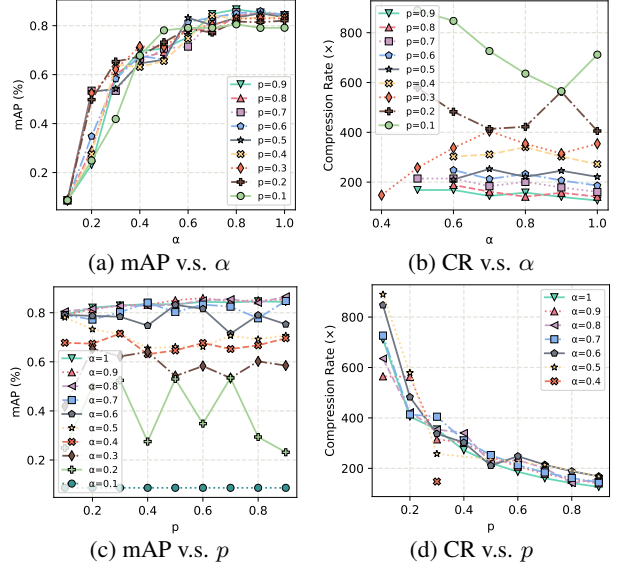 mAP (%)
0.8
0.6
0.4
0.2
p=0.9
p=0.8
p=0.7
p=0.6
p=0.5
p=0.4
p=0.3
p=0.2
p=0.1
0.2 0.4 0.6 0.8 1.0
α
(a) mAP v.s. α
Compression Rate (×)
800
600
400
200
p=0.9
p=0.8
p=0.7
p=0.6
p=0.5
p=0.4
p=0.3
p=0.2
p=0.1
0.4 0.6 0.8 1.0
α
(b) CR v.s. α
mAP (%)
0.8
0.6
0.4
0.2
α=1
α=0.9
α=0.8
α=0.7
α=0.6
α=0.5
α=0.4
α=0.3
α=0.2
α=0.1
0.2 0.4 0.6 0.8
p
(c) mAP v.s. p
Compression Rate (×)
800
600
400
200
α=1
α=0.9
α=0.8
α=0.7
α=0.6
α=0.5
α=0.4
0.2 0.4 0.6 0.8
p
(d) CR v.s. p